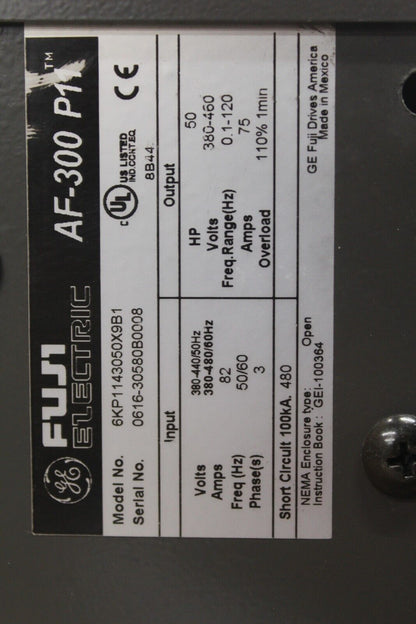 GE FUJI ELECTRIC AF-300 P11™
Model No. 6KP1143050X9B1
Serial No. 0616-30580B0008
C UL US LISTED
IND.CONT.EQ.
8B44
CE
Input
Volts 380-440/50Hz
380-480/60Hz
Amps 82
Freq (Hz) 50/60
Phase(s) 3
Output
HP 50
Volts 380-460
Freq.Range(Hz) 0.1-120
Amps 75
Overload 110% 1min
Short Circuit 100kA. 480
NEMA Enclosure type: Open
Instruction Book : GEI-100364
GE Fuji Drives America
Made in Mexico